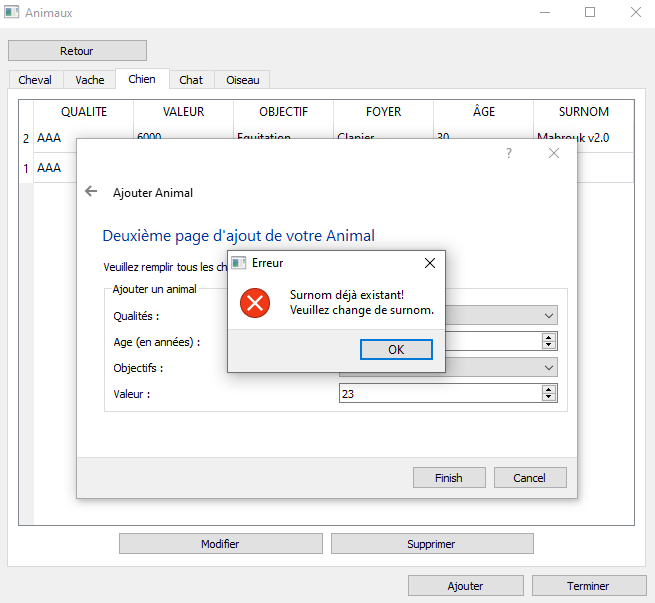 Animaux
Retour
Cheval Vache Chien Chat Oiseau
QUALITE VALEUR OBJECTIF FOYER ÂGE SURNOM
2 AAA 6000 Equitation Clapier 30 Mabrouk v2.0
1 AAA
?
Ajouter Animal
Deuxième page d'ajout de votre Animal
Veuillez remplir tous les ch
Ajouter un animal
Qualités :
Age (en années) :
Objectifs :
Valeur : 23
Erreur
Surnom déjà existant!
Veuillez change de surnom.
OK
Finish Cancel
Modifier Supprimer
Ajouter Terminer